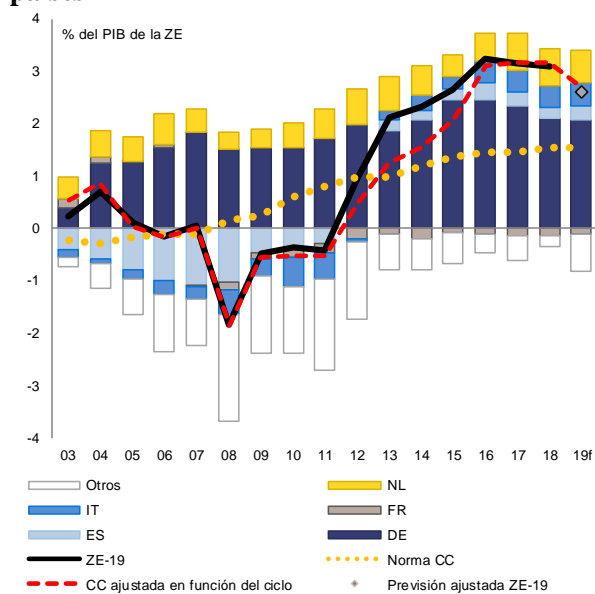 % del PIB de la ZE
4
3
2
1
0
-1
-2
-3
-4
03 04 05 06 07 08 09 10 11 12 13 14 15 16 17 18 19f
Otros NL
IT FR
ES DE
ZE-19 Norma CC
CC ajustada en función del ciclo Previsión ajustada ZE-19